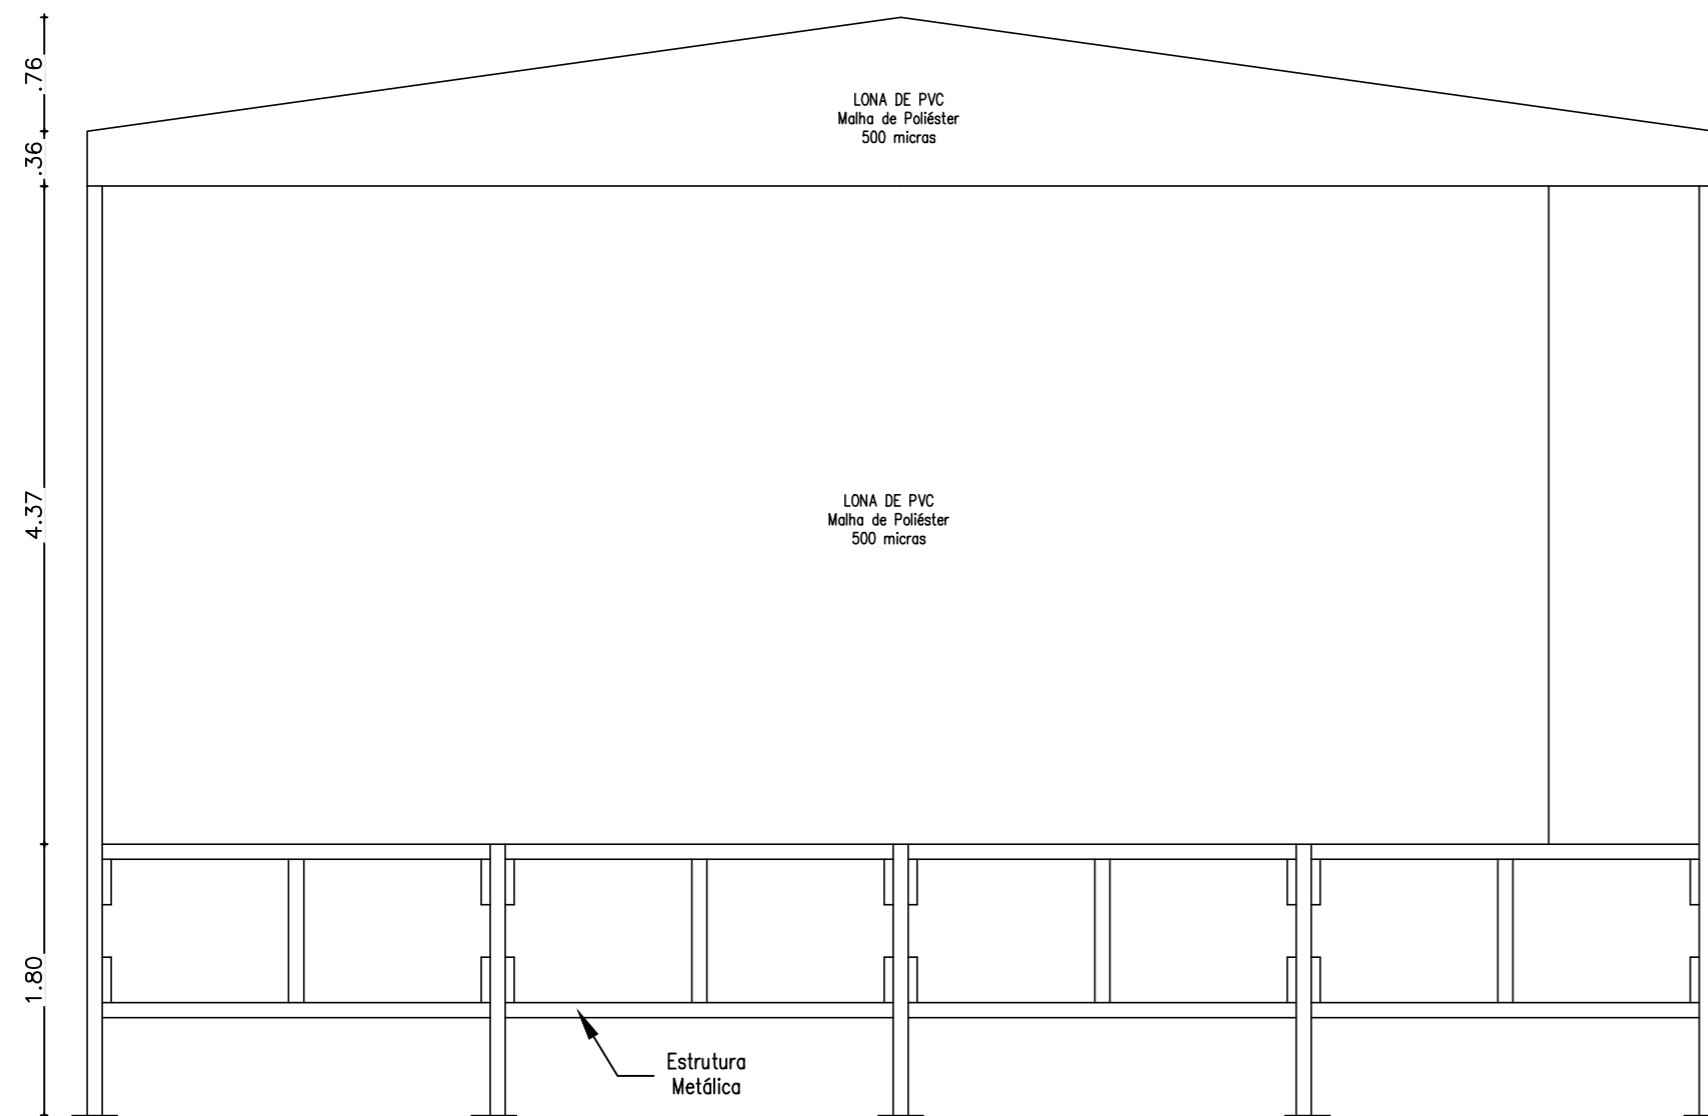 .76
LONA DE PVC
Malha de Poliéster
500 micras
.36
4.37
LONA DE PVC
Malha de Poliéster
500 micras
1.80
Estrutura
Metálica